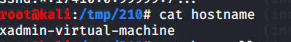 root@kali:/tmp/210# cat hostname
xadmin-virtual-machine